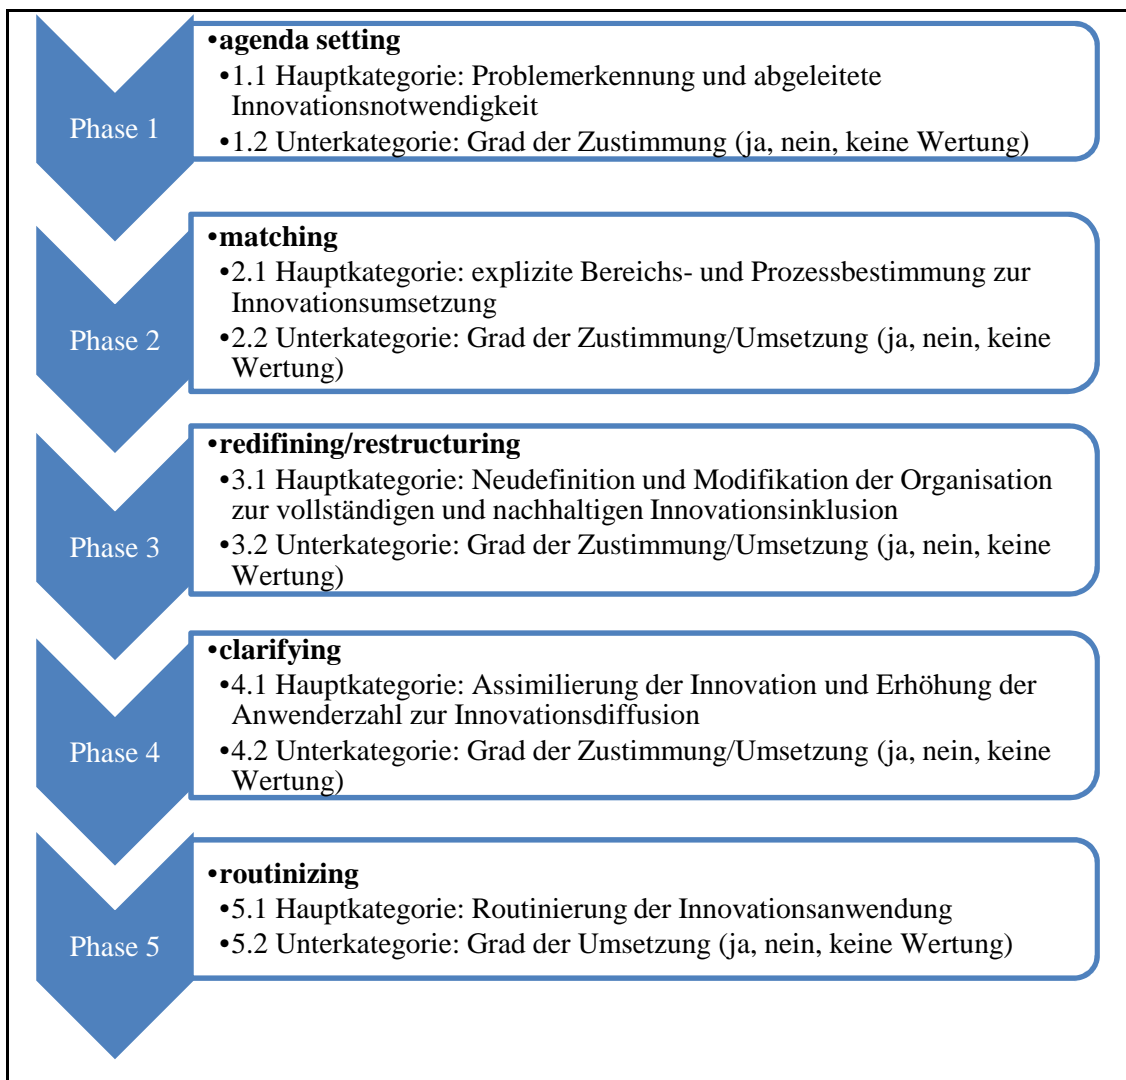 Phase 1
•agenda setting
•1.1 Hauptkategorie: Problemerkennung und abgeleitete
Innovationsnotwendigkeit
•1.2 Unterkategorie: Grad der Zustimmung (ja, nein, keine Wertung)
Phase 2
•matching
•2.1 Hauptkategorie: explizite Bereichs- und Prozessbestimmung zur
Innovationsumsetzung
•2.2 Unterkategorie: Grad der Zustimmung/Umsetzung (ja, nein, keine
Wertung)
Phase 3
•redifining/restructuring
•3.1 Hauptkategorie: Neudefinition und Modifikation der Organisation
zur vollständigen und nachhaltigen Innovationsinklusion
•3.2 Unterkategorie: Grad der Zustimmung/Umsetzung (ja, nein, keine
Wertung)
Phase 4
•clarifying
•4.1 Hauptkategorie: Assimilierung der Innovation und Erhöhung der
Anwenderzahl zur Innovationsdiffusion
•4.2 Unterkategorie: Grad der Zustimmung/Umsetzung (ja, nein, keine
Wertung)
Phase 5
•routinizing
•5.1 Hauptkategorie: Routinierung der Innovationsanwendung
•5.2 Unterkategorie: Grad der Umsetzung (ja, nein, keine Wertung)